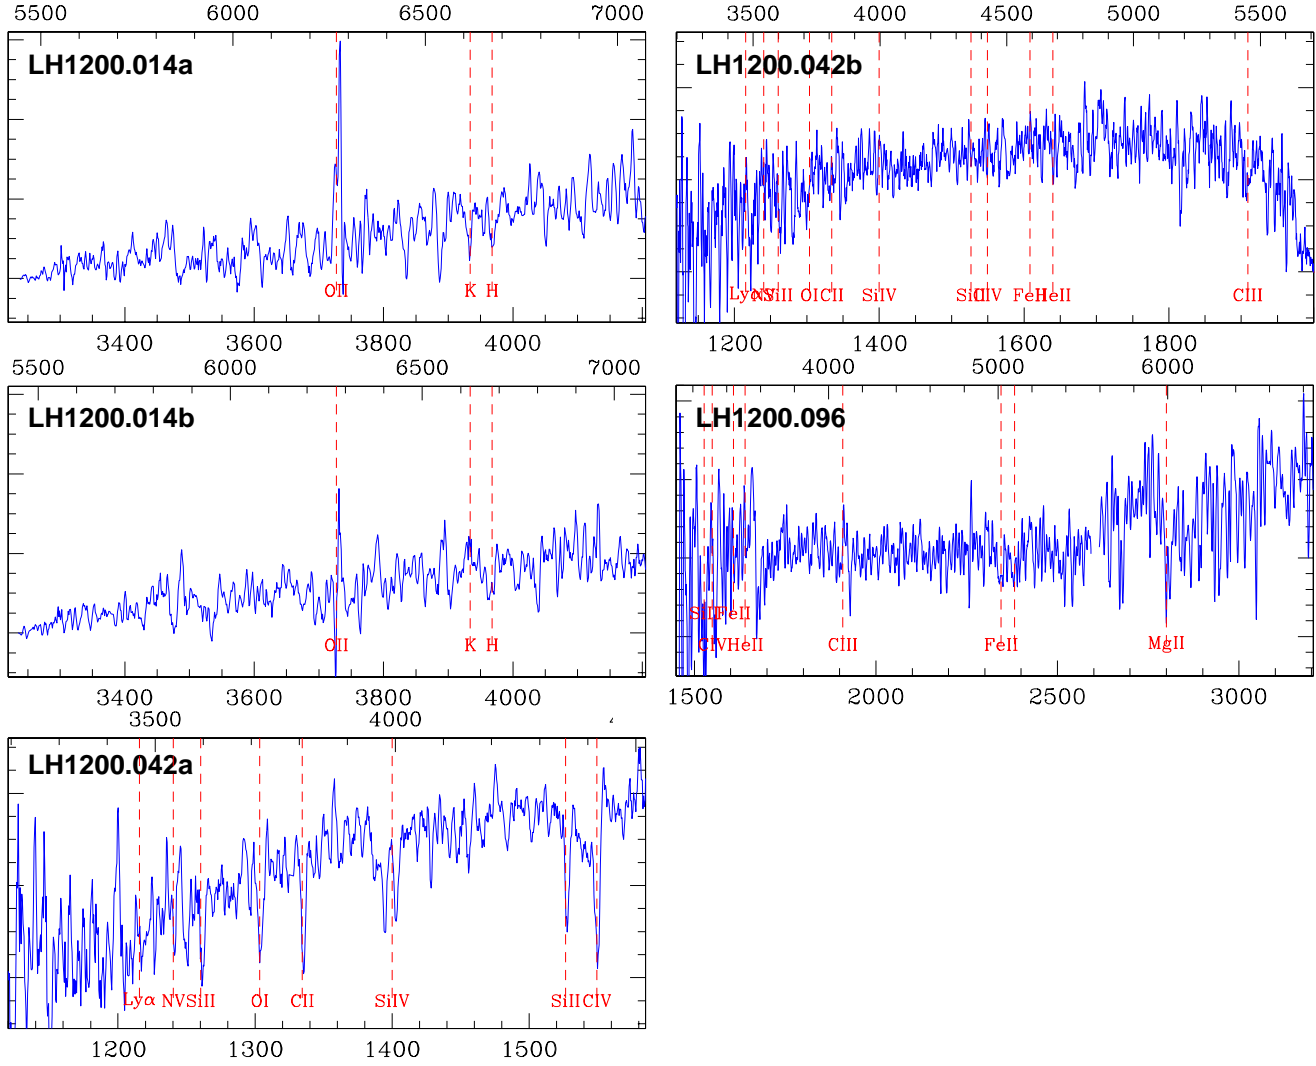 5500 6000 6500 7000
LH1200.014a
OII K H
3400 3600 3800 4000
3500 4000 4500 5000 5500
LH1200.042b
Lyα NV SiII OI CII SiIV SiII CIV FeII HeII CIII
1200 1400 1600 1800
5500 6000 6500 7000
LH1200.014b
OII K H
3400 3600 3800 4000
4000 5000 6000
LH1200.096
SiII FeII
CIV HeII CIII FeII MgII
1500 2000 2500 3000
3500 4000
LH1200.042a
Lyα NV SiII OI CII SiIV SiII CIV
1200 1300 1400 1500